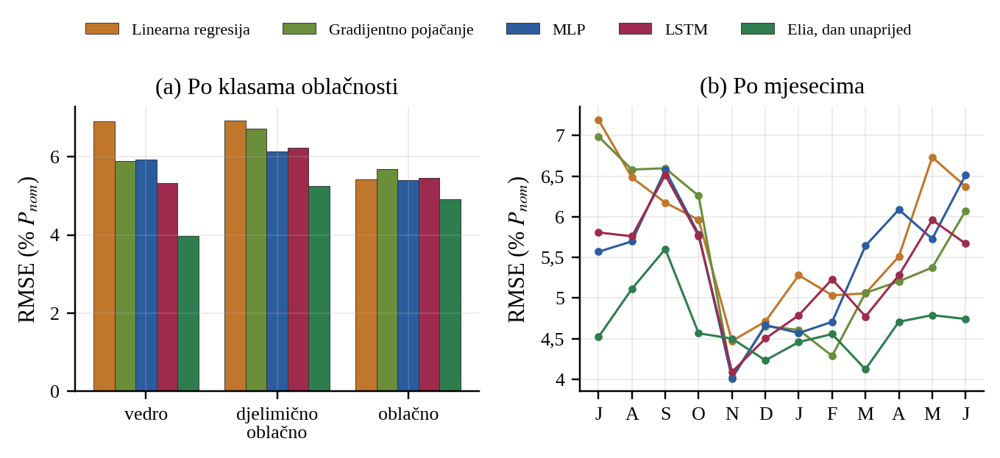 Linearna regresija Gradijentno pojačanje MLP LSTM Elia, dan unaprijed
(a) Po klasama oblačnosti
RMSE (% P_nom)
6
4
2
0
vedro djelimično oblačno
oblačno
(b) Po mjesecima
RMSE (% P_nom)
7
6,5
6
5,5
5
4,5
4
J A S O N D J F M A M J